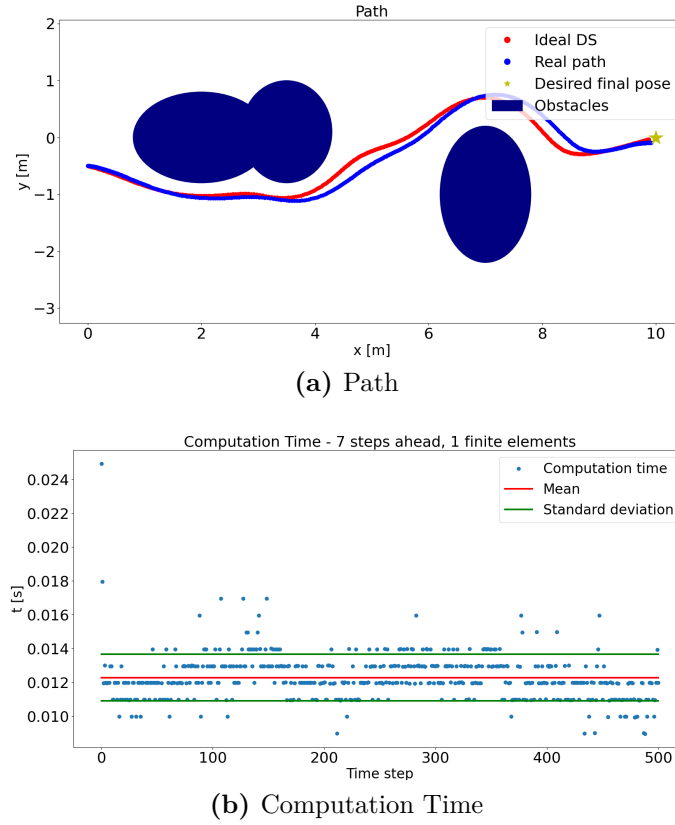 Path
Ideal DS
Real path
Desired final pose
Obstacles
y [m]
2
1
0
−1
−2
−3
0
2
4
6
8
10
x [m]
(a) Path
Computation Time - 7 steps ahead, 1 finite elements
Computation time
Mean
Standard deviation
t [s]
0.024
0.022
0.020
0.018
0.016
0.014
0.012
0.010
0
100
200
300
400
500
Time step
(b) Computation Time